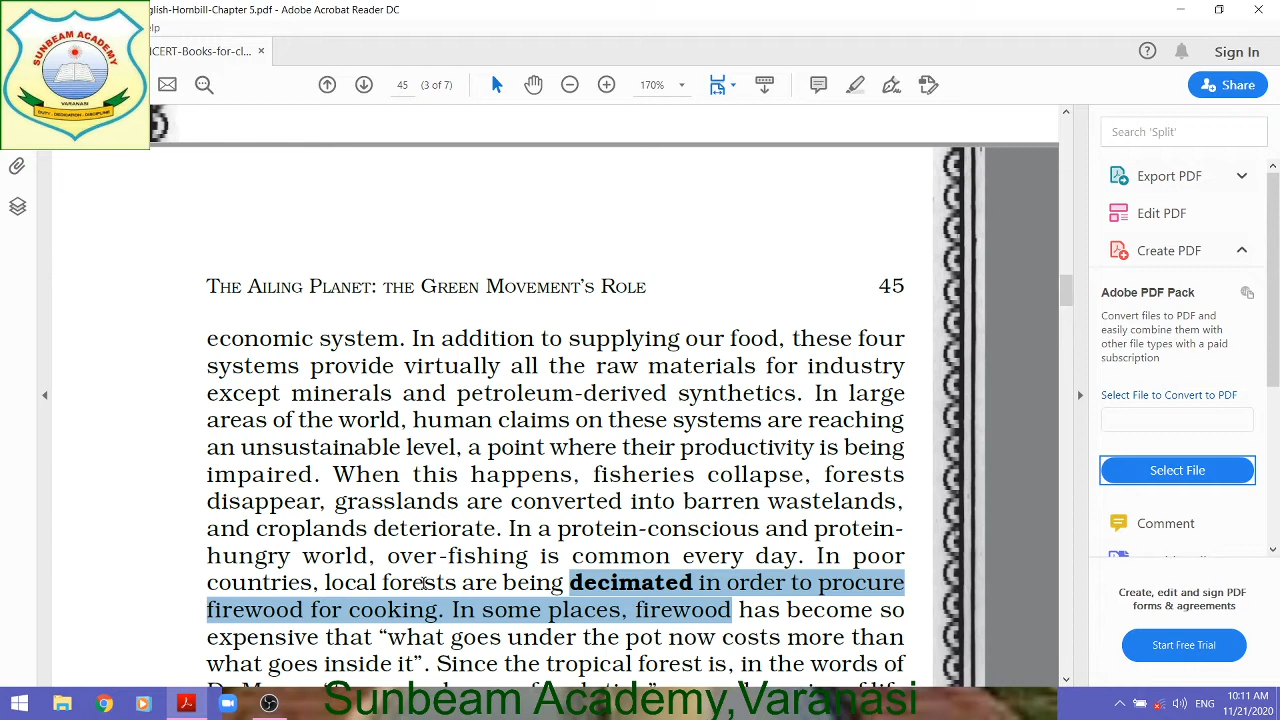 nglish-Hornbill-Chapter 5.pdf - Adobe Acrobat Reader DC
elp
SUNBEAM ACADEMY
VARANASI
DUTY - DEDICATION - DISCIPLINE
ICERT-Books-for-cl... ×
Sign In
45 (3 of 7)
170%
Share
Search 'Split'
Export PDF
Edit PDF
Create PDF
Adobe PDF Pack
Convert files to PDF and
easily combine them with
other file types with a paid
subscription
Select File to Convert to PDF
Select File
Comment
Create, edit and sign PDF
forms & agreements
Start Free Trial
THE AILING PLANET: THE GREEN MOVEMENT'S ROLE 45
economic system. In addition to supplying our food, these four
systems provide virtually all the raw materials for industry
except minerals and petroleum-derived synthetics. In large
areas of the world, human claims on these systems are reaching
an unsustainable level, a point where their productivity is being
impaired. When this happens, fisheries collapse, forests
disappear, grasslands are converted into barren wastelands,
and croplands deteriorate. In a protein-conscious and protein-
hungry world, over-fishing is common every day. In poor
countries, local forests are being decimated in order to procure
firewood for cooking. In some places, firewood has become so
expensive that “what goes under the pot now costs more than
what goes inside it”. Since the tropical forest is, in the words of
Sunbeam Academy,Varanasi
ENG
10:11 AM
11/21/2020